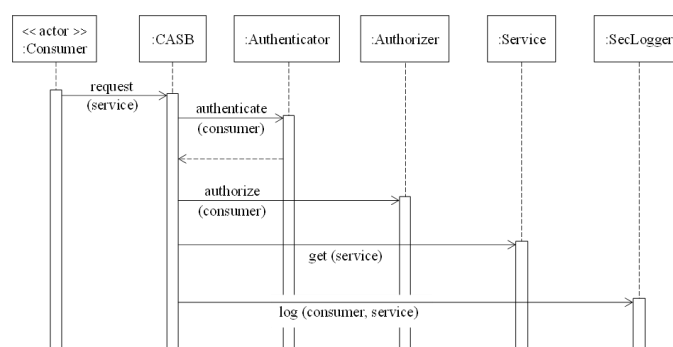 << actor >>
:Consumer
:CASB
:Authenticator
:Authorizer
:Service
:SecLogger
request
(service)
authenticate
(consumer)
authorize
(consumer)
get (service)
log (consumer, service)